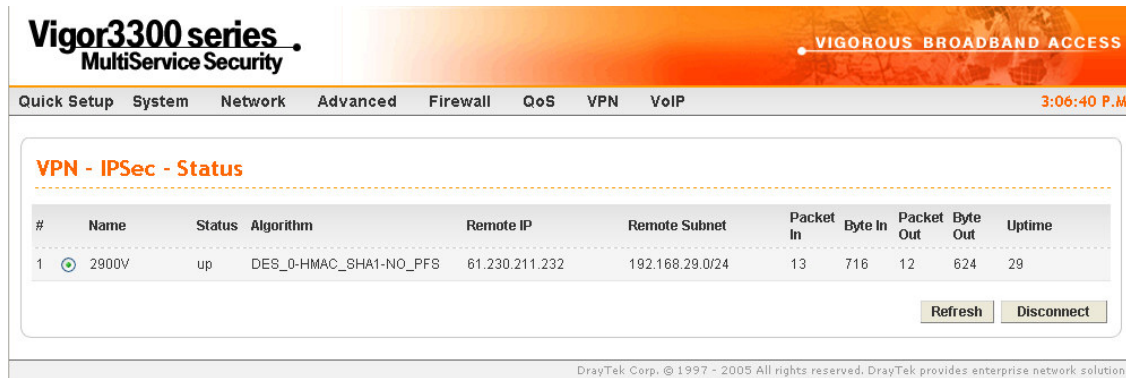 Vigor3300 series
MultiService Security
VIGOROUS BROADBAND ACCESS
Quick Setup System Network Advanced Firewall QoS VPN VoIP 3:06:40 P.M
VPN - IPSec - Status
# Name Status Algorithm Remote IP Remote Subnet Packet In Byte In Packet Out Byte Out Uptime
1 2900V up DES_0-HMAC_SHA1-NO_PFS 61.230.211.232 192.168.29.0/24 13 716 12 624 29
Refresh Disconnect
DrayTek Corp. © 1997 - 2005 All rights reserved. DrayTek provides enterprise network solution